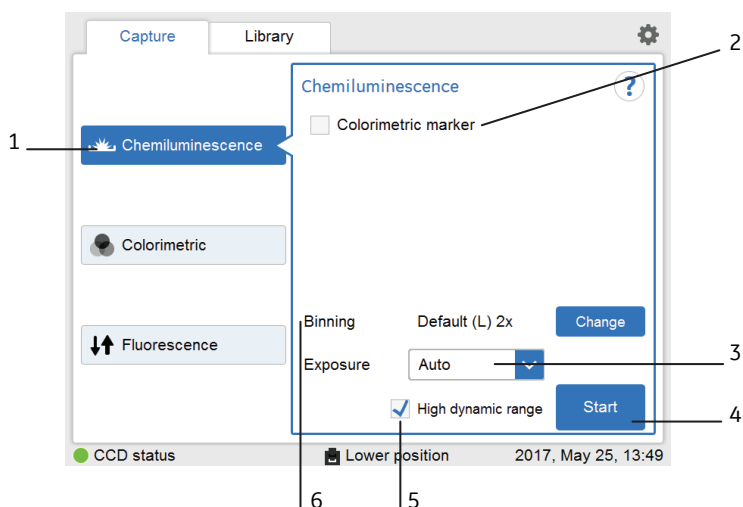 Capture
Library
2
Chemiluminescence
?
Colorimetric marker
1
Chemiluminescence
Colorimetric
Binning
Default (L) 2x
Change
Fluorescence
Exposure
Auto
3
High dynamic range
Start
4
CCD status
Lower position
2017, May 25, 13:49
6
5